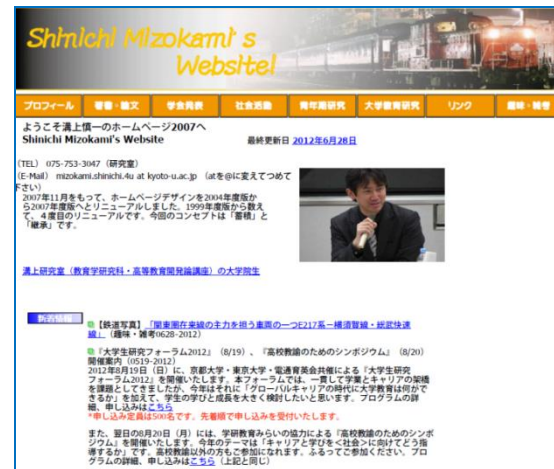 Shinichi Mizokami's
Website!
プロフィール 著書・論文 学会発表 社会活動 青年期研究 大学教育研究 リンク 趣味・雑考
ようこそ溝上慎一のホームページ2007へ
Shinichi Mizokami's Website 最終更新日 2012年6月28日
(TEL) 075-753-3047（研究室）
(E-Mail) mizokami.shinichi.4u at kyoto-u.ac.jp （atを@に変えてつめて
下さい）
2007年11月をもって、ホームページデザインを2004年度版か
ら2007年度版へとリニューアルしました。1999年度版から数え
て、4度目のリニューアルです。今回のコンセプトは「蓄積」と
「継承」です。
溝上研究室（教育学研究科・高等教育開発論講座）の大学院生
新着情報
【鉄道写真】「関東圏在来線の主力を担う車両の一つE217系－横須賀線・総武快速
線」（趣味・雑考0628-2012）
『大学生研究フォーラム2012』（8/19）、『高校教諭のためのシンポジウム』（8/20）
開催案内（0519-2012）
2012年8月19日（日）に、京都大学・東京大学・電通育英会共催による『大学生研究
フォーラム2012』を開催いたします。本フォーラムでは、一貫して学業とキャリアの架橋
を課題としてきましたが、今年はそれに「グローバルキャリアの時代に大学教育は何がで
きるか」を加えて、学生の学びと成長を大きく検討したいと思います。プログラムの詳
細、申し込みはこちら
*申し込み定員は500名です。先着順で申し込みを受付いたします。
また、翌日の8月20日（月）には、学研教育みらいの協力による『高校教諭のためのシンポ
ジウム』を開催いたします。今年のテーマは「キャリアと学びを＜社会＞に向けてどう指
導するか」です。高校教諭以外の方もご参加になれます。ふるってご参加ください。プロ
グラムの詳細、申し込みはこちら（上記と同じ）